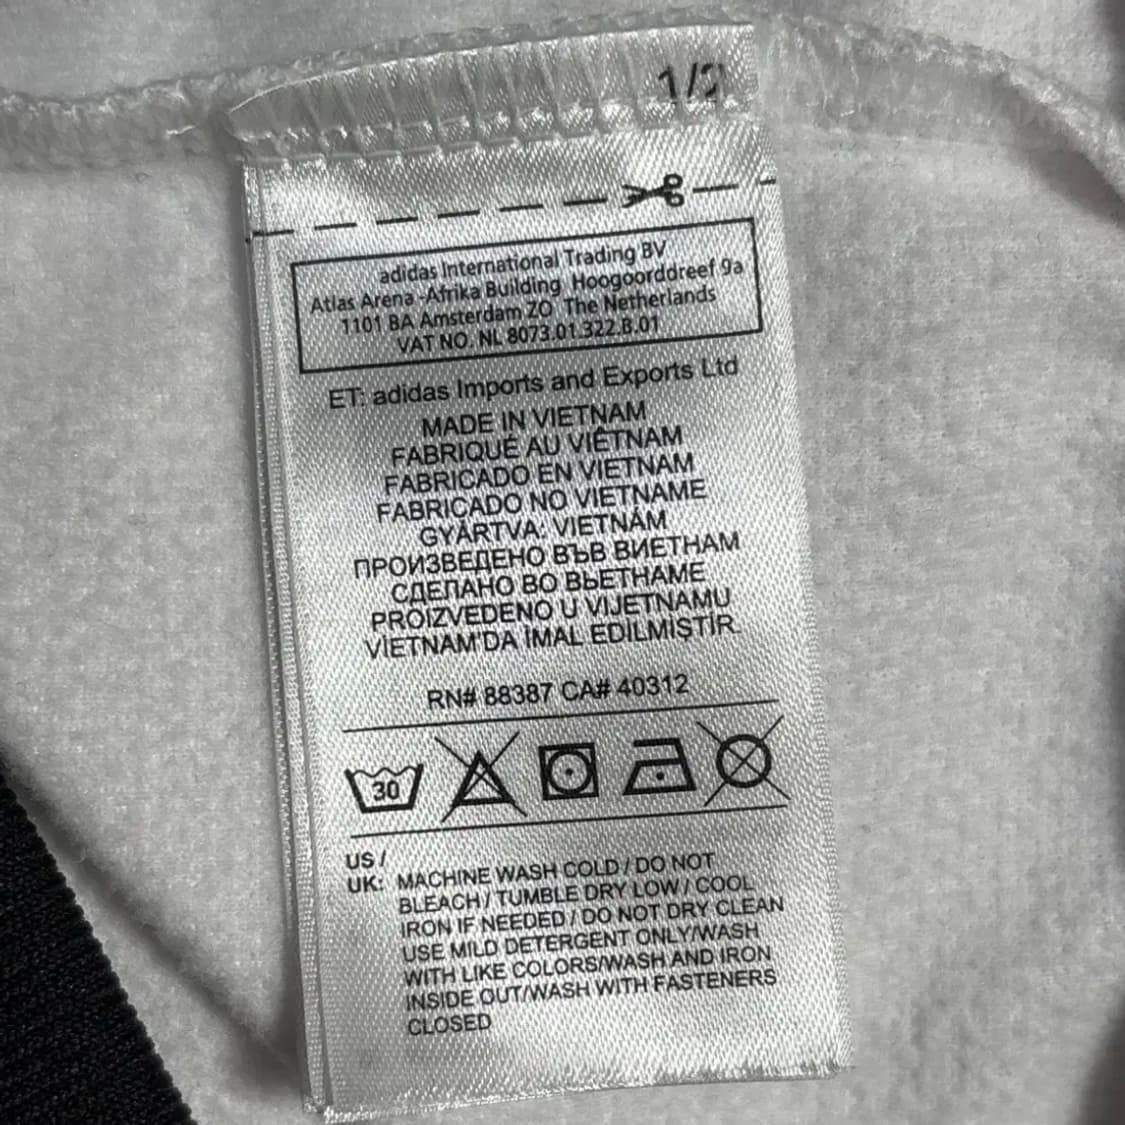 1/2
adidas International Trading BV
Atlas Arena -Afrika Building Hoogoorddreef 9a
1101 BA Amsterdam ZO The Netherlands
VAT NO. NL 8073.01.322.B.01
ET: adidas Imports and Exports Ltd
MADE IN VIETNAM
FABRIQUÉ AU VIÊTNAM
FABRICADO EN VIETNAM
FABRICADO NO VIETNAME
GYÁRTVA: VIETNÁM
ПРОИЗВЕДЕНО ВЪВ ВИЕТНАМ
СДЕЛАНО ВО ВЬЕТНАМЕ
PROIZVEDENO U VIJETNAMU
VİETNAM'DA İMAL EDİLMİŞTİR.
RN# 88387 CA# 40312
30
US /
UK: MACHINE WASH COLD / DO NOT
BLEACH / TUMBLE DRY LOW / COOL
IRON IF NEEDED / DO NOT DRY CLEAN
USE MILD DETERGENT ONLY/WASH
WITH LIKE COLORS/WASH AND IRON
INSIDE OUT/WASH WITH FASTENERS
CLOSED